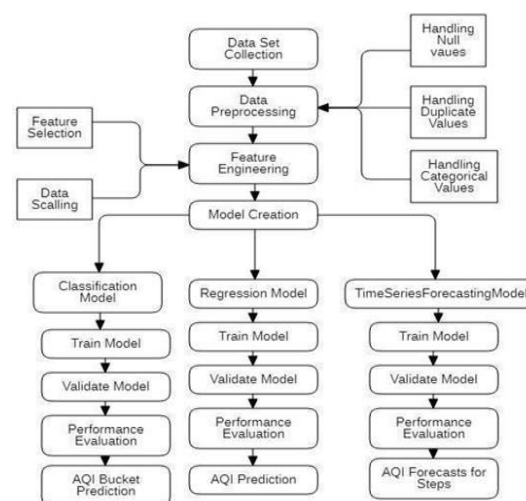 Data Set
Collection
Handling
Null
vaues
Data
Preprocessing
Handling
Duplicate
Values
Feature
Selection
Feature
Engineering
Handling
Categorical
Values
Data
Scalling
Model Creation
Classification
Model
Regression Model
TimeSeriesForecastingModel
Train Model
Train Model
Train Model
Validate Model
Validate Model
Validate Model
Performance
Evaluation
Performance
Evaluation
Performance
Evaluation
AQI Bucket
Prediction
AQI Prediction
AQI Forecasts for
Steps